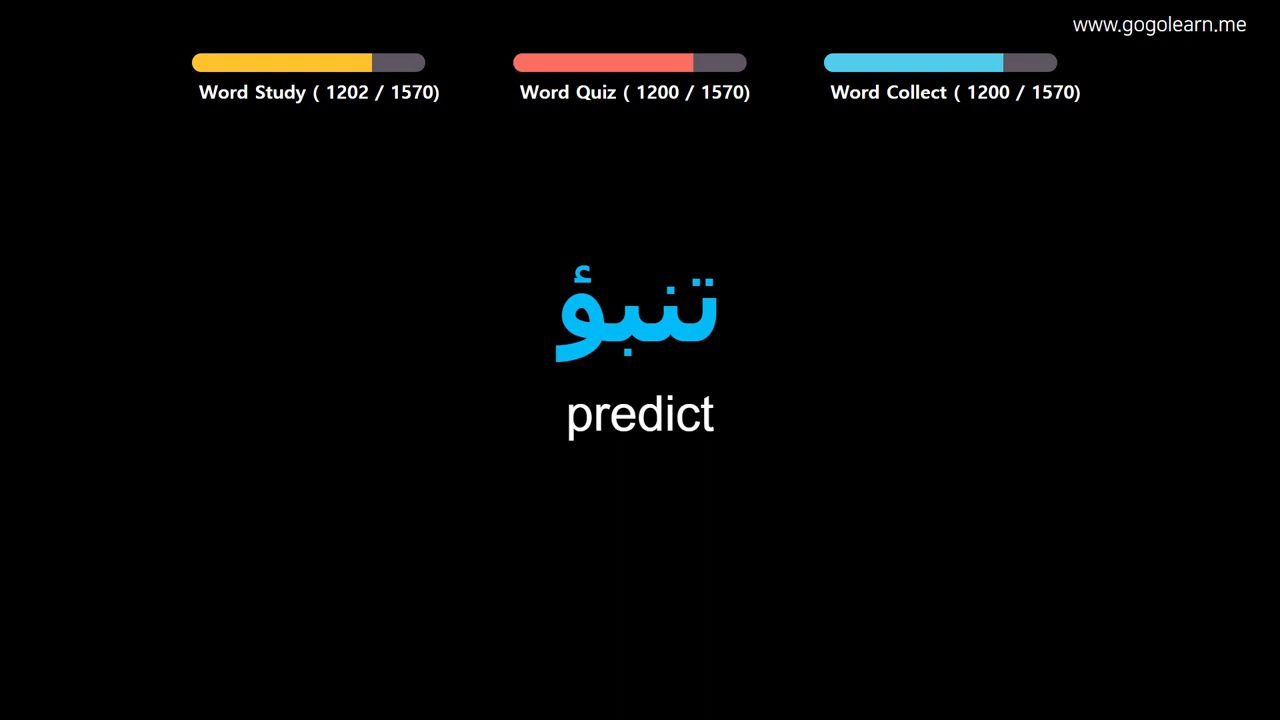 www.gogolearn.me
Word Study ( 1202 / 1570)
Word Quiz ( 1200 / 1570)
Word Collect ( 1200 / 1570)
تنبؤ
predict